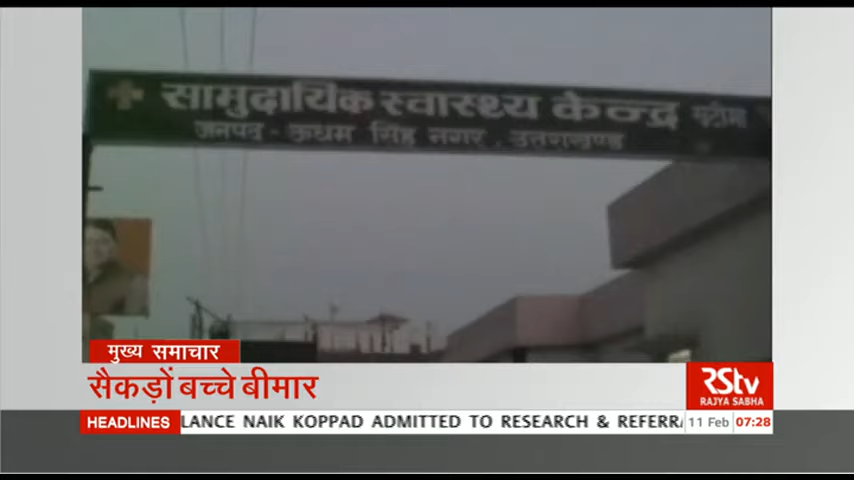 सामुदायिक स्वास्थ्य केन्द्र
जनपद - ऊधम सिंह नगर, उत्तराखण्ड
मुख्य समाचार
सैकड़ों बच्चे बीमार
RSTV
RAJYA SABHA
HEADLINES LANCE NAIK KOPPAD ADMITTED TO RESEARCH & REFERRA 11 Feb 07:28